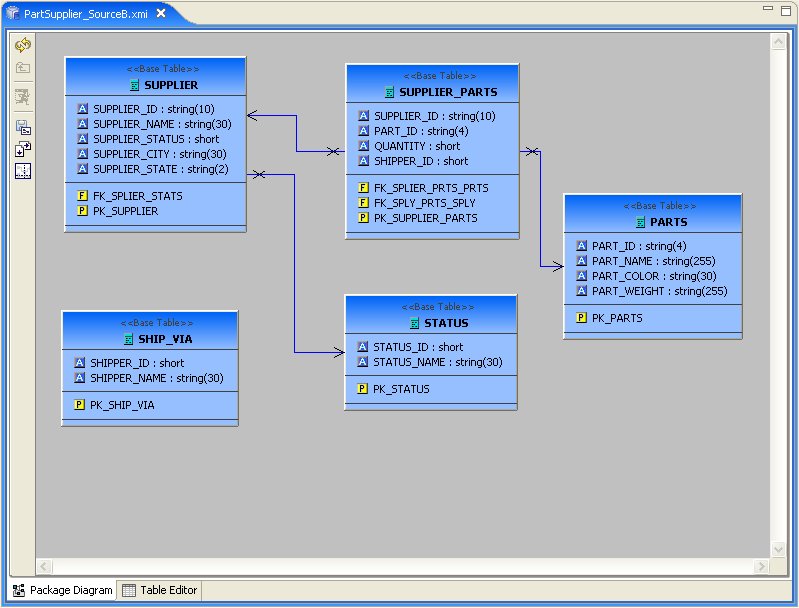 PartSupplier_SourceB.xmi
<<Base Table>>
SUPPLIER
SUPPLIER_ID : string(10)
SUPPLIER_NAME : string(30)
SUPPLIER_STATUS : short
SUPPLIER_CITY : string(30)
SUPPLIER_STATE : string(2)
FK_SPLIER_STATS
PK_SUPPLIER
<<Base Table>>
SUPPLIER_PARTS
SUPPLIER_ID : string(10)
PART_ID : string(4)
QUANTITY : short
SHIPPER_ID : short
FK_SPLIER_PRTS_PRTS
FK_SPLY_PRTS_SPLY
PK_SUPPLIER_PARTS
<<Base Table>>
PARTS
PART_ID : string(4)
PART_NAME : string(255)
PART_COLOR : string(30)
PART_WEIGHT : string(255)
PK_PARTS
<<Base Table>>
SHIP_VIA
SHIPPER_ID : short
SHIPPER_NAME : string(30)
PK_SHIP_VIA
<<Base Table>>
STATUS
STATUS_ID : short
STATUS_NAME : string(30)
PK_STATUS
Package Diagram
Table Editor